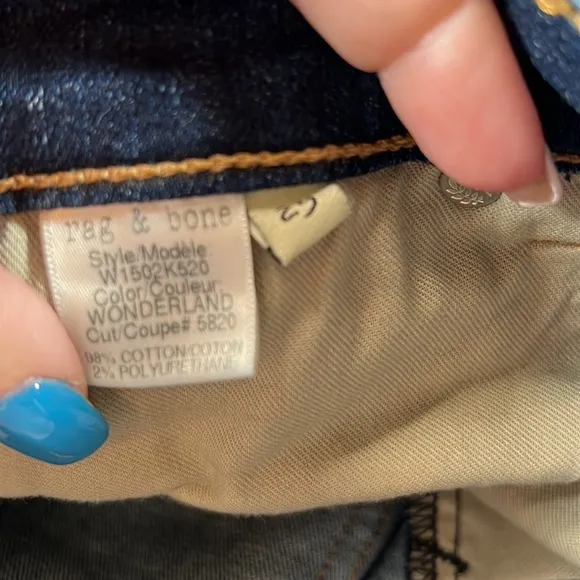 rag & bone
Style/Modèle
W1502K520
Color/Couleur
WONDERLAND
Cut/Coupe# 5820
98% COTTON/COTON
2% POLYURETHANE